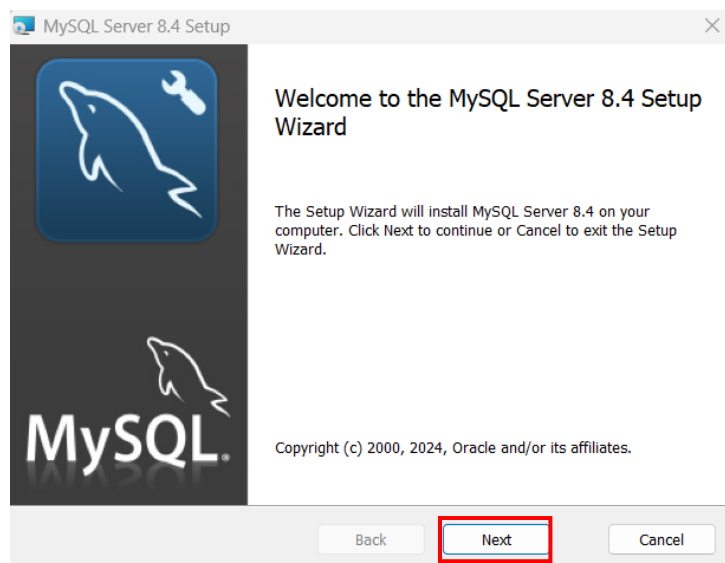 MySQL Server 8.4 Setup
Welcome to the MySQL Server 8.4 Setup
Wizard
The Setup Wizard will install MySQL Server 8.4 on your
computer. Click Next to continue or Cancel to exit the Setup
Wizard.
MySQL.
Copyright (c) 2000, 2024, Oracle and/or its affiliates.
Back
Next
Cancel